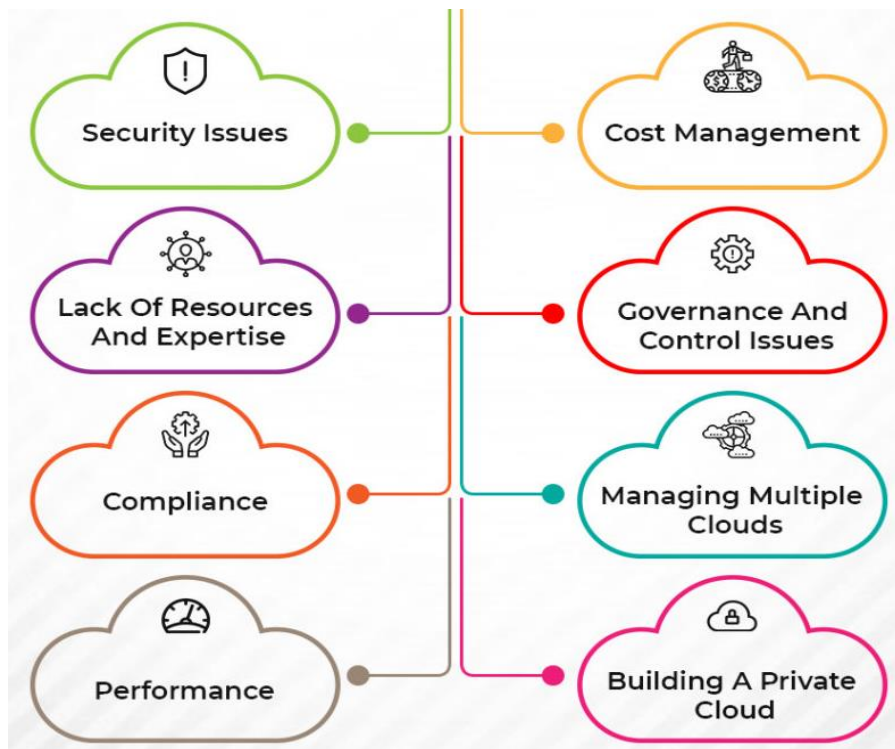 Security Issues
Cost Management
Lack Of Resources
And Expertise
Governance And
Control Issues
Compliance
Managing Multiple
Clouds
Performance
Building A Private
Cloud